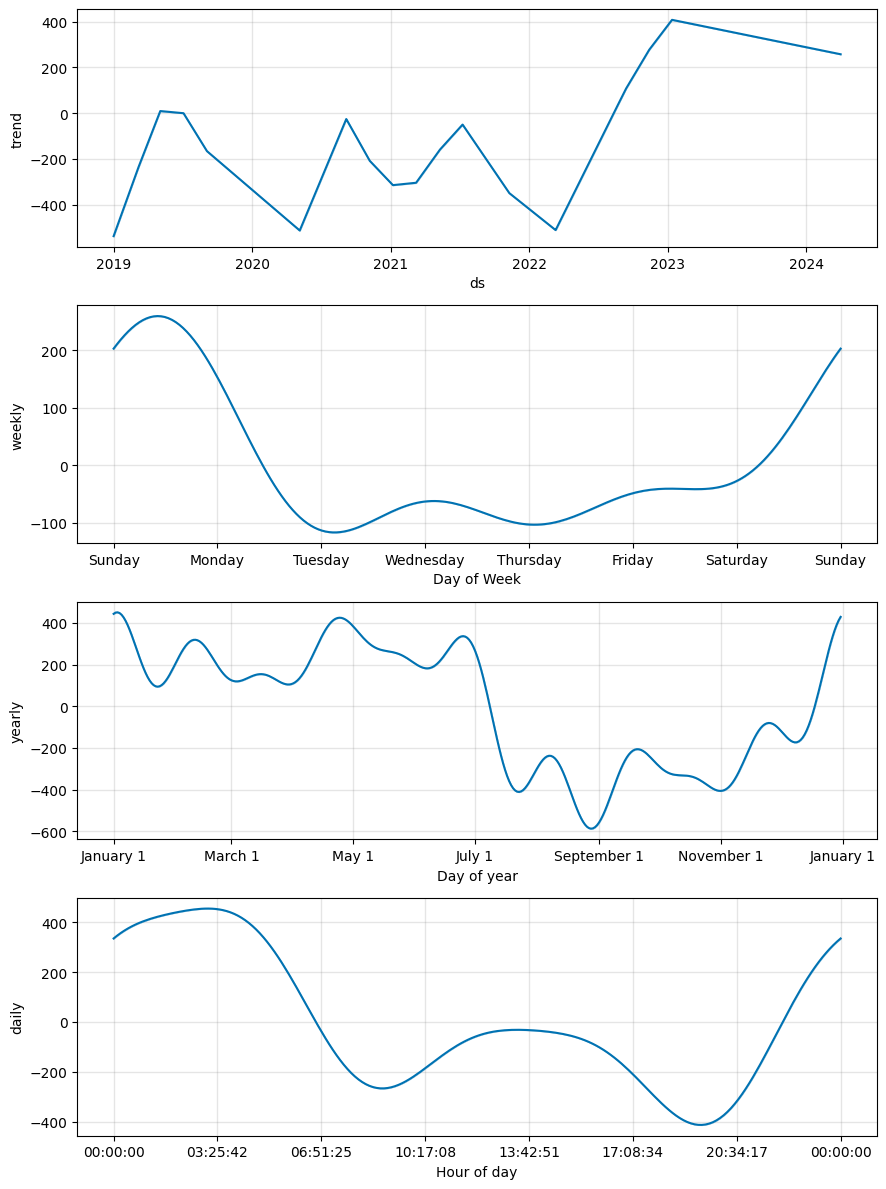 400
200
0
−200
−400
trend
2019 2020 2021 2022 2023 2024
ds
200
100
0
−100
weekly
Sunday Monday Tuesday Wednesday Thursday Friday Saturday Sunday
Day of Week
400
200
0
−200
−400
−600
yearly
January 1 March 1 May 1 July 1 September 1 November 1 January 1
Day of year
400
200
0
−200
−400
daily
00:00:00 03:25:42 06:51:25 10:17:08 13:42:51 17:08:34 20:34:17 00:00:00
Hour of day